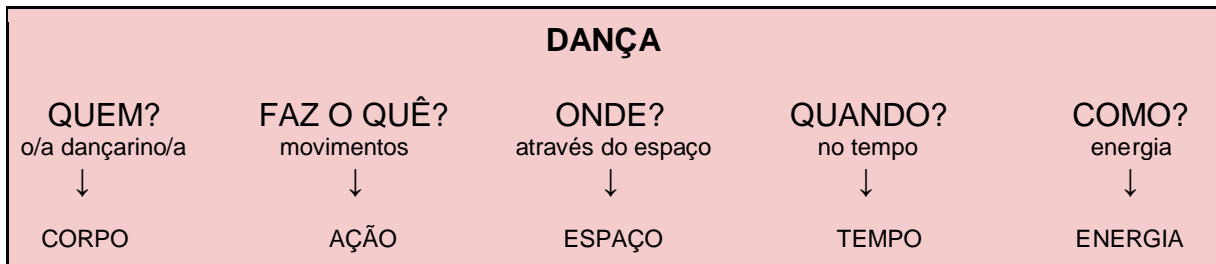 DANÇA
QUEM? FAZ O QUÊ? ONDE? QUANDO? COMO?
o/a dançarino/a movimentos através do espaço no tempo energia
↓ ↓ ↓ ↓ ↓
CORPO AÇÃO ESPAÇO TEMPO ENERGIA